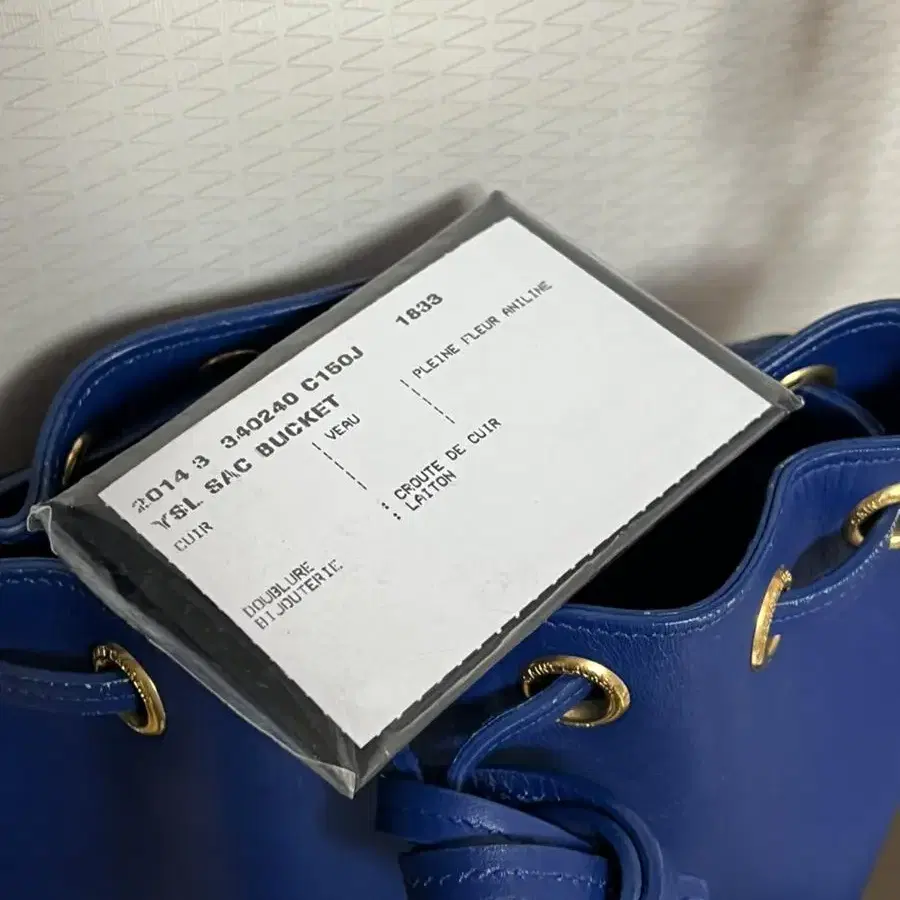 2014 3 340240 C150J 1833
YSL SAC BUCKET
CUIR VEAU PLEINE FLEUR ANILINE
DOUBLURE : CROUTE DE CUIR
BIJOUTERIE : LAITON